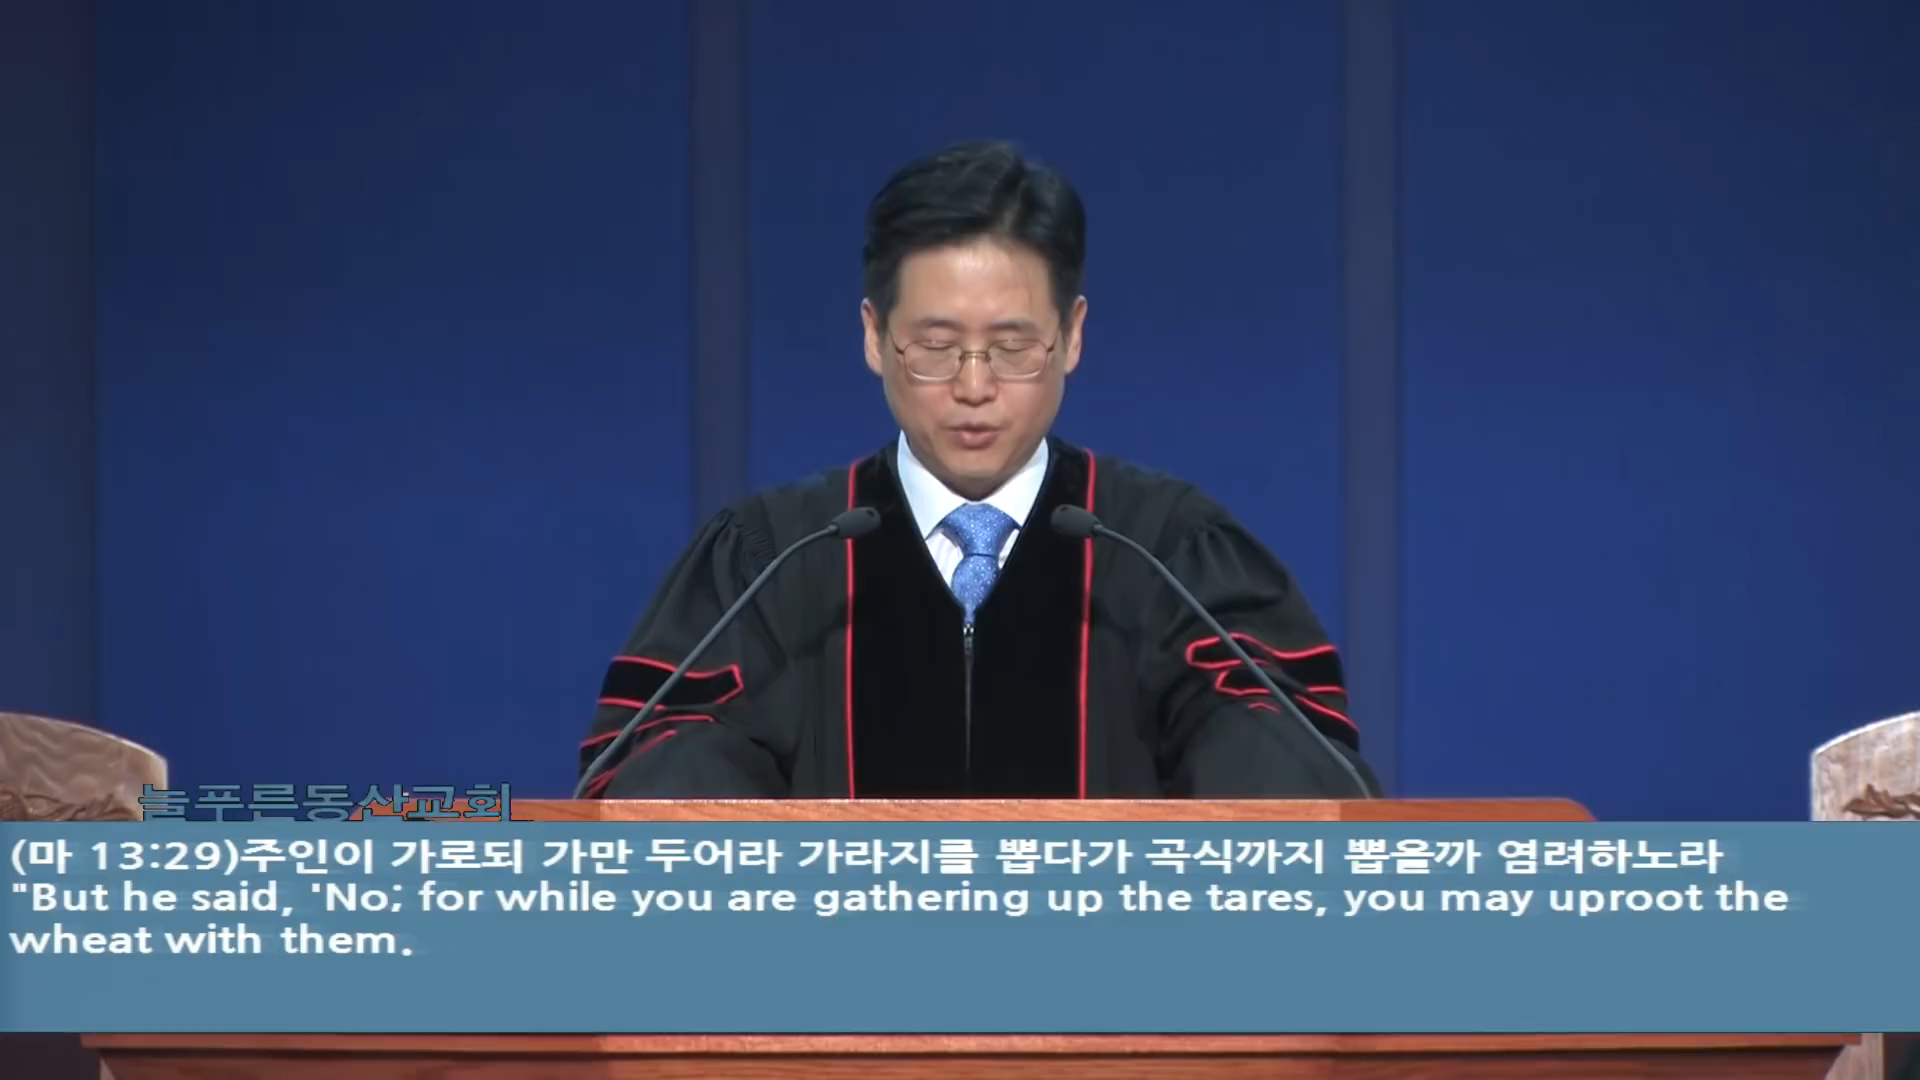 늘푸른동산교회
(마 13:29)주인이 가로되 가만 두어라 가라지를 뽑다가 곡식까지 뽑을까 염려하노라
"But he said, 'No; for while you are gathering up the tares, you may uproot the
wheat with them.